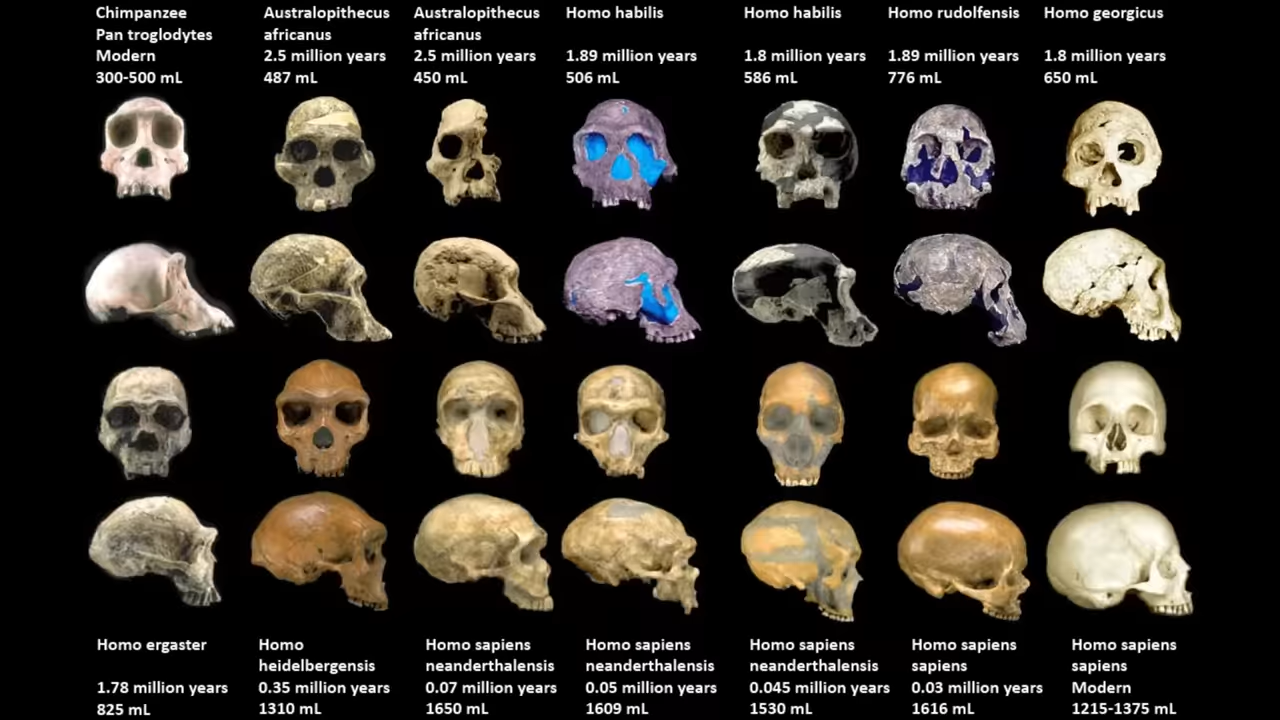 Chimpanzee
Pan troglodytes
Modern
300-500 mL
Australopithecus
africanus
2.5 million years
487 mL
Australopithecus
africanus
2.5 million years
450 mL
Homo habilis
1.89 million years
506 mL
Homo habilis
1.8 million years
586 mL
Homo rudolfensis
1.89 million years
776 mL
Homo georgicus
1.8 million years
650 mL
Homo ergaster
1.78 million years
825 mL
Homo
heidelbergensis
0.35 million years
1310 mL
Homo sapiens
neanderthalensis
0.07 million years
1650 mL
Homo sapiens
neanderthalensis
0.05 million years
1609 mL
Homo sapiens
neanderthalensis
0.045 million years
1530 mL
Homo sapiens
sapiens
0.03 million years
1616 mL
Homo sapiens
sapiens
Modern
1215-1375 mL